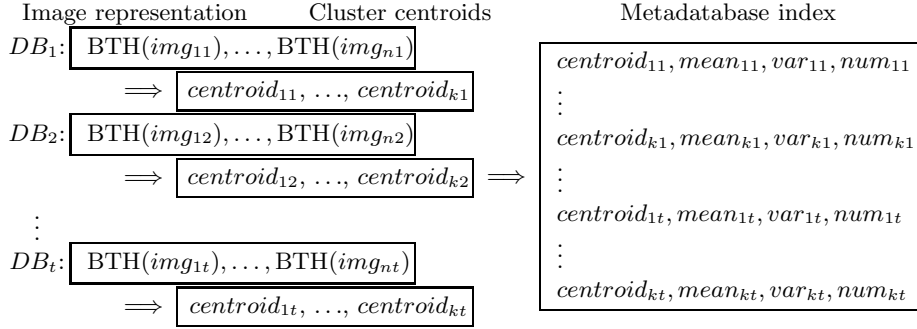 Image representation Cluster centroids Metadatabase index
DB₁: BTH(img₁₁), …, BTH(imgₙ₁)
⟹ centroid₁₁, …, centroidₖ₁
DB₂: BTH(img₁₂), …, BTH(imgₙ₂)
⟹ centroid₁₂, …, centroidₖ₂ ⟹
⋮
DBₜ: BTH(img₁ₜ), …, BTH(imgₙₜ)
⟹ centroid₁ₜ, …, centroidₖₜ
centroid₁₁, mean₁₁, var₁₁, num₁₁
⋮
centroidₖ₁, meanₖ₁, varₖ₁, numₖ₁
⋮
centroid₁ₜ, mean₁ₜ, var₁ₜ, num₁ₜ
⋮
centroidₖₜ, meanₖₜ, varₖₜ, numₖₜ